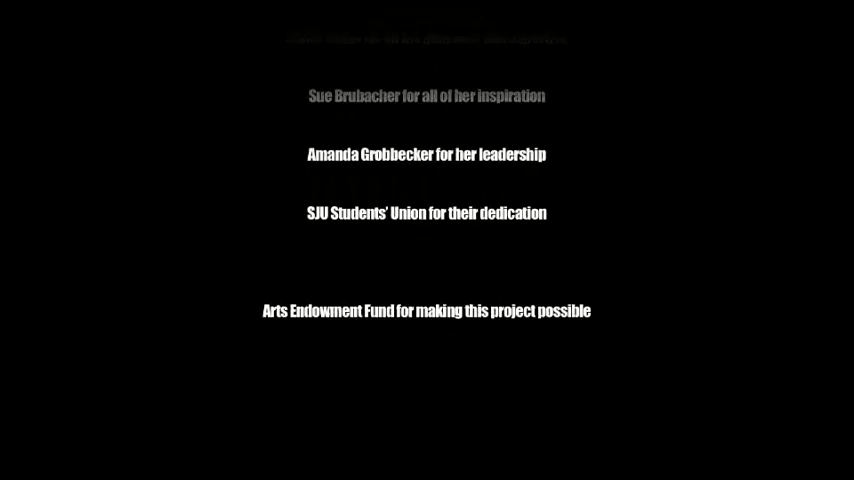 Sue Brubacher for all of her inspiration
Amanda Grobbecker for her leadership
SJU Students' Union for their dedication
Arts Endowment Fund for making this project possible